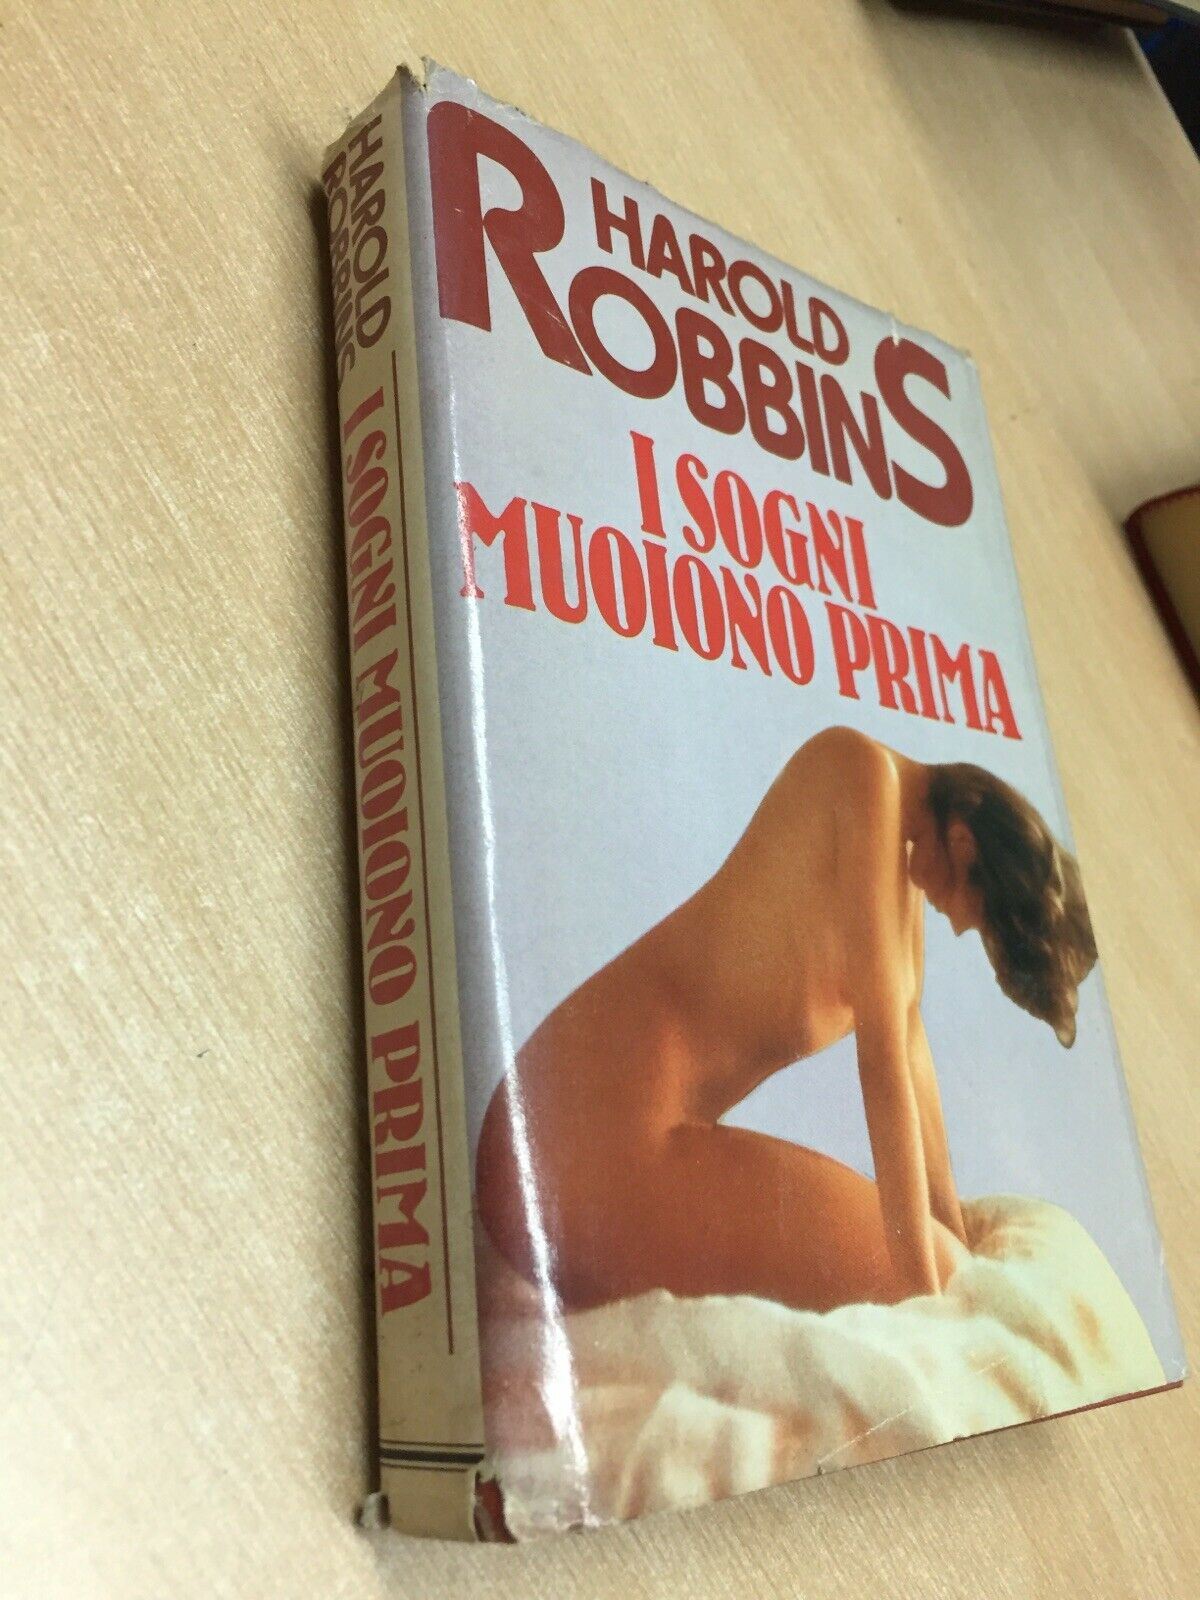 HAROLD
ROBBINS
I SOGNI
MUOIONO PRIMA
HAROLD
ROBBINS
I SOGNI MUOIONO PRIMA